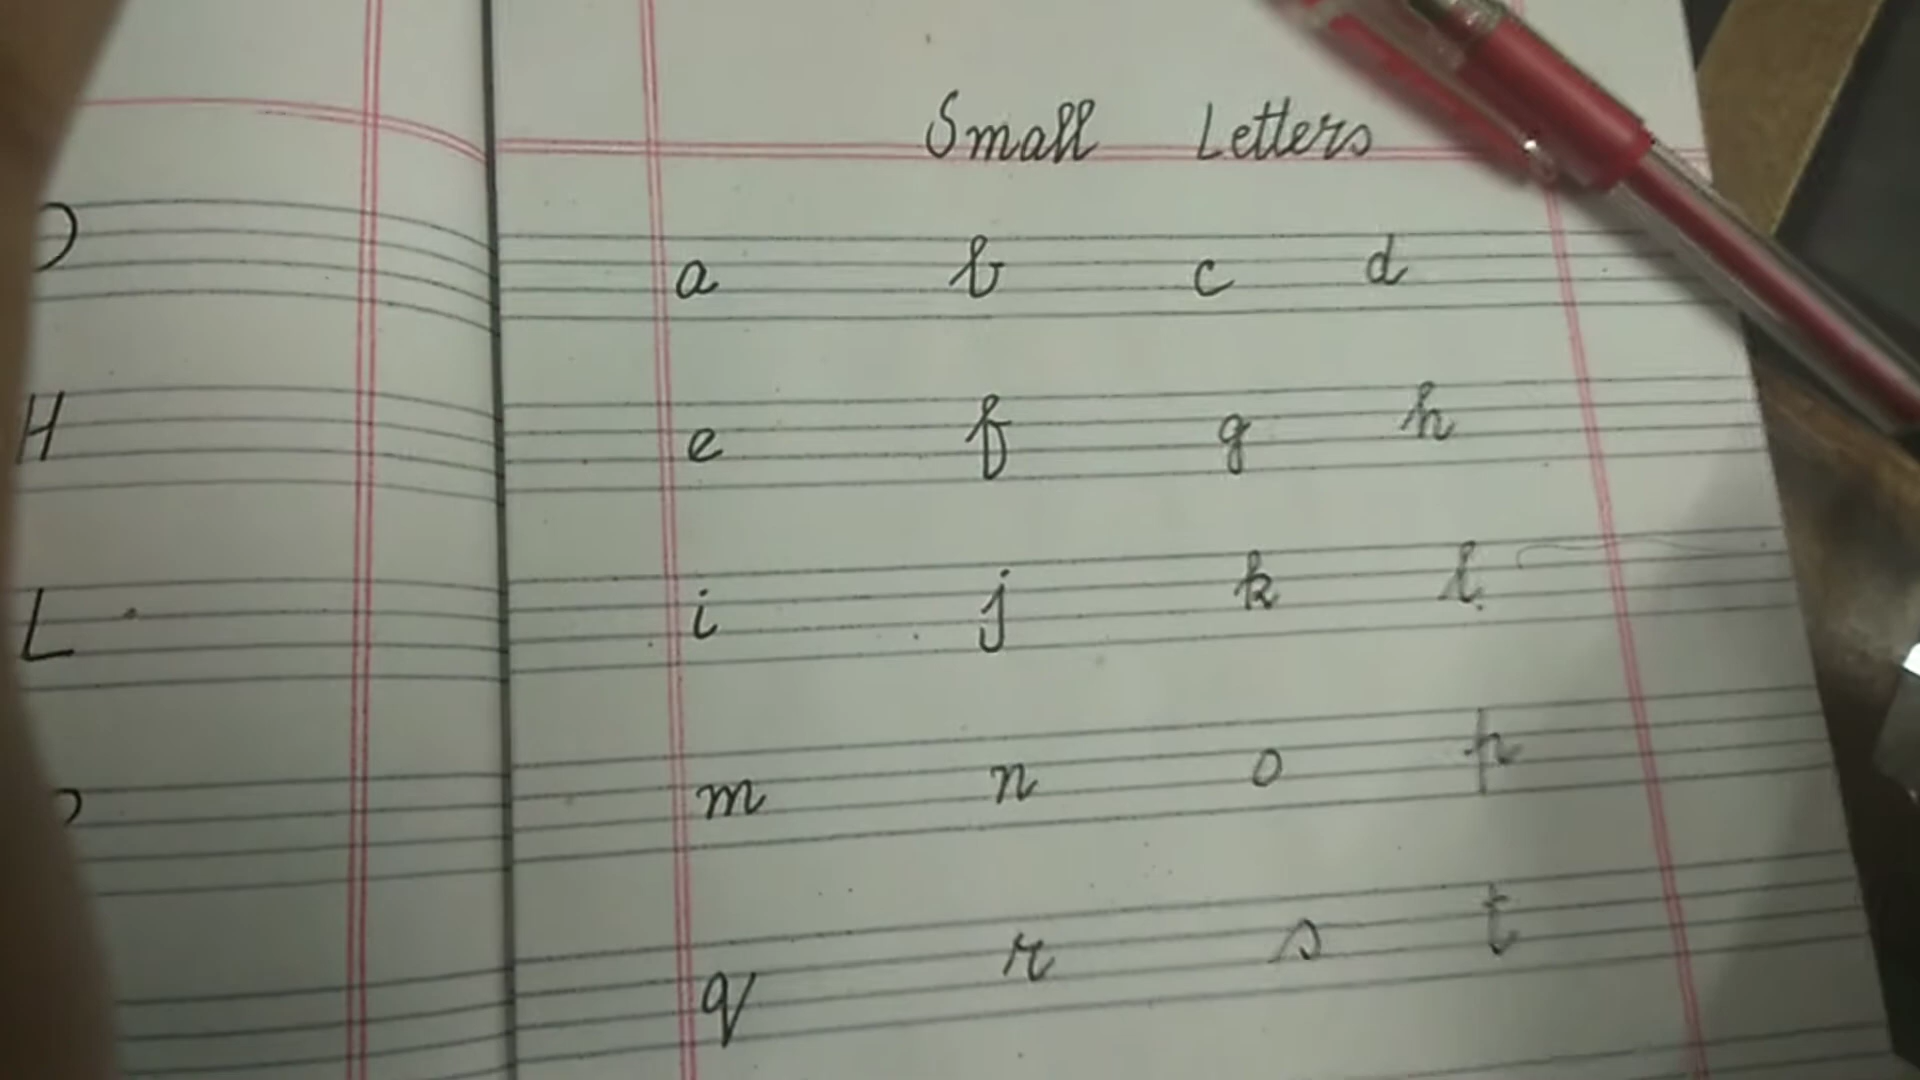 Small Letters
a b c d
e f g h
i j k l
m n o p
q r s t
H
L